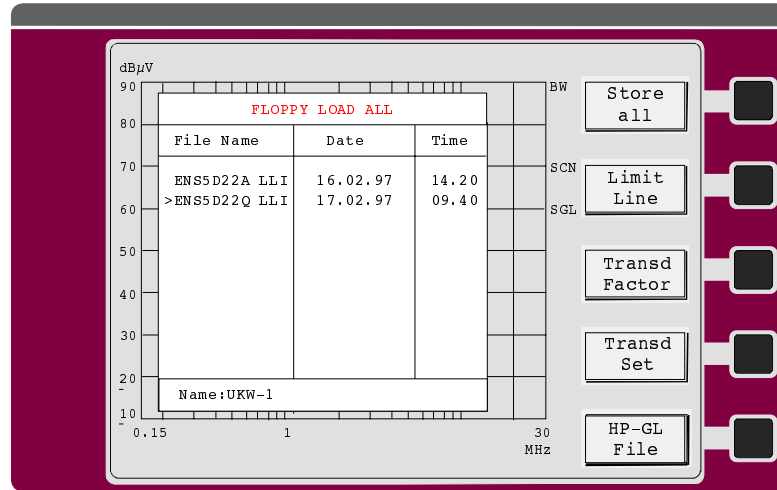 dBµV
90
80
70
60
50
40
30
20
10
0.15
1
30
MHz
FLOPPY LOAD ALL
File Name Date Time
ENS5D22A LLI 16.02.97 14.20
>ENS5D22Q LLI 17.02.97 09.40
Name:UKW-1
BW
SCN
SGL
Store
all
Limit
Line
Transd
Factor
Transd
Set
HP-GL
File